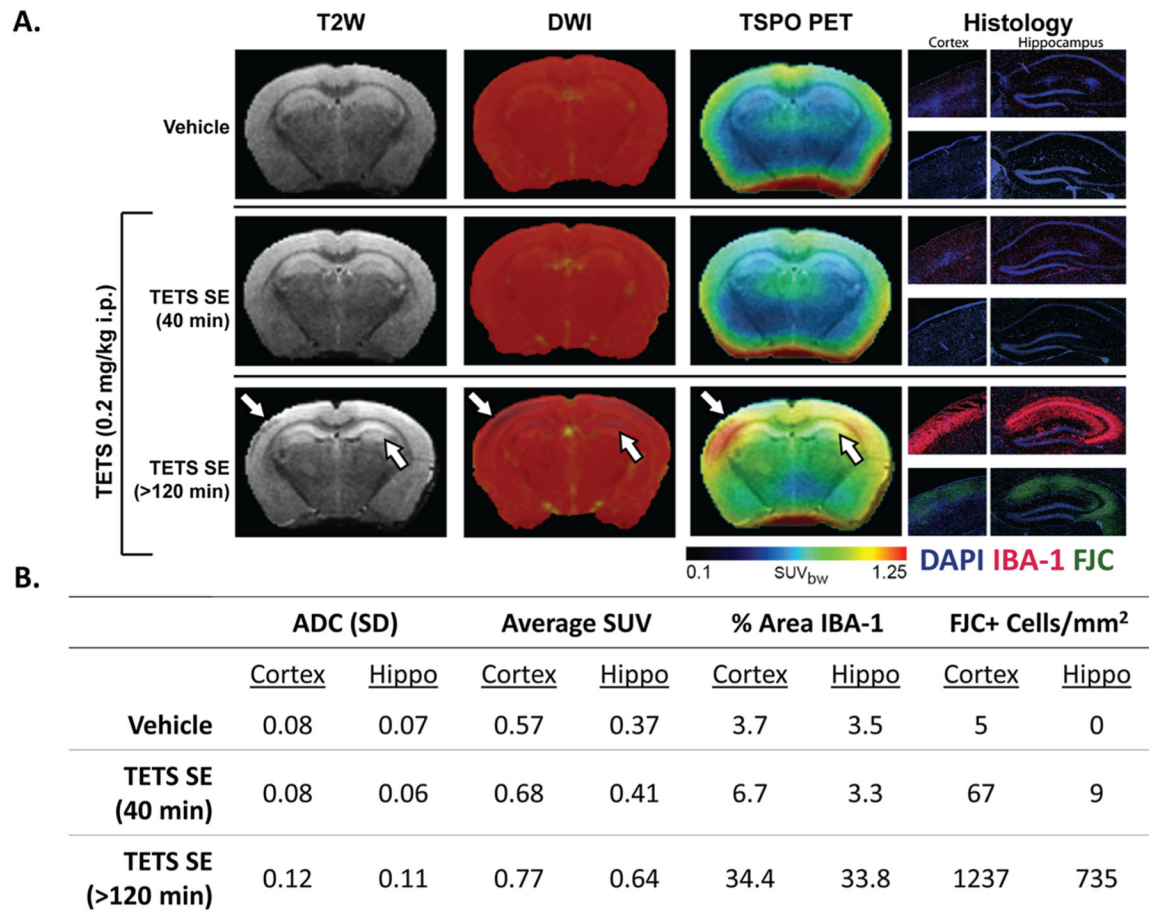 A.
T2W DWI TSPO PET Histology
Cortex Hippocampus
Vehicle
TETS (0.2 mg/kg i.p.)
TETS SE
(40 min)
TETS SE
(>120 min)
0.1 SUVbw 1.25
DAPI IBA-1 FJC
B.
ADC (SD) Average SUV % Area IBA-1 FJC+ Cells/mm²
Cortex Hippo Cortex Hippo Cortex Hippo Cortex Hippo
Vehicle 0.08 0.07 0.57 0.37 3.7 3.5 5 0
TETS SE
(40 min) 0.08 0.06 0.68 0.41 6.7 3.3 67 9
TETS SE
(>120 min) 0.12 0.11 0.77 0.64 34.4 33.8 1237 735